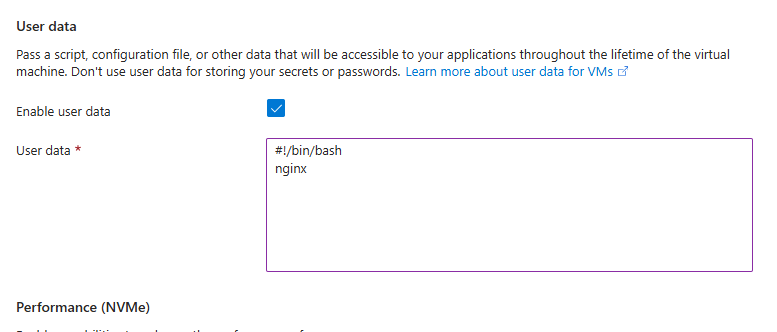 User data
Pass a script, configuration file, or other data that will be accessible to your applications throughout the lifetime of the virtual
machine. Don't use user data for storing your secrets or passwords. Learn more about user data for VMs
Enable user data
User data *
#!/bin/bash
nginx
Performance (NVMe)